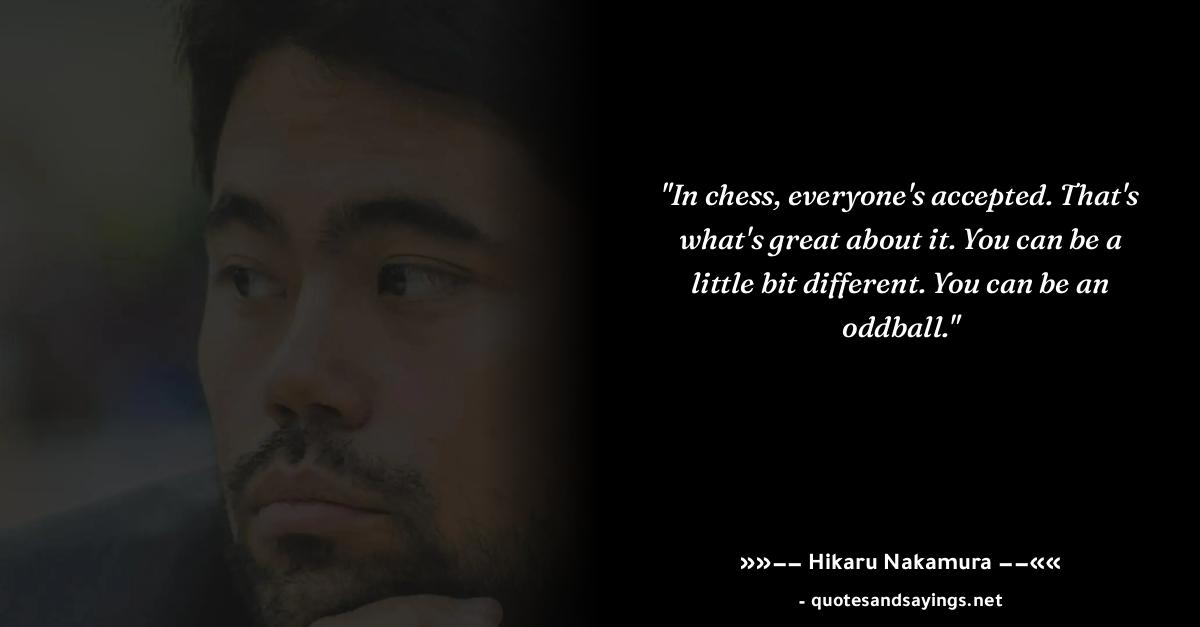 "In chess, everyone's accepted. That's
what's great about it. You can be a
little bit different. You can be an
oddball."
»»−− Hikaru Nakamura −−««
- quotesandsayings.net